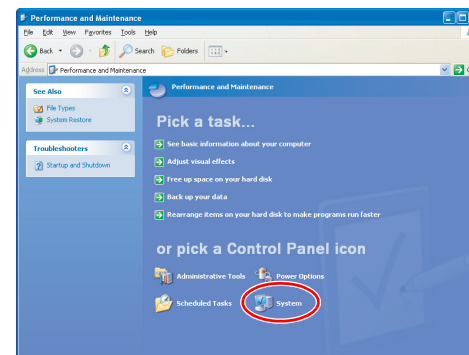 Performance and Maintenance
File Edit View Favorites Tools Help
Back Search Folders
Address Performance and Maintenance
See Also
File Types
System Restore
Troubleshooters
Startup and Shutdown
Performance and Maintenance
Pick a task...
See basic information about your computer
Adjust visual effects
Free up space on your hard disk
Back up your data
Rearrange items on your hard disk to make programs run faster
or pick a Control Panel icon
Administrative Tools Power Options
Scheduled Tasks System